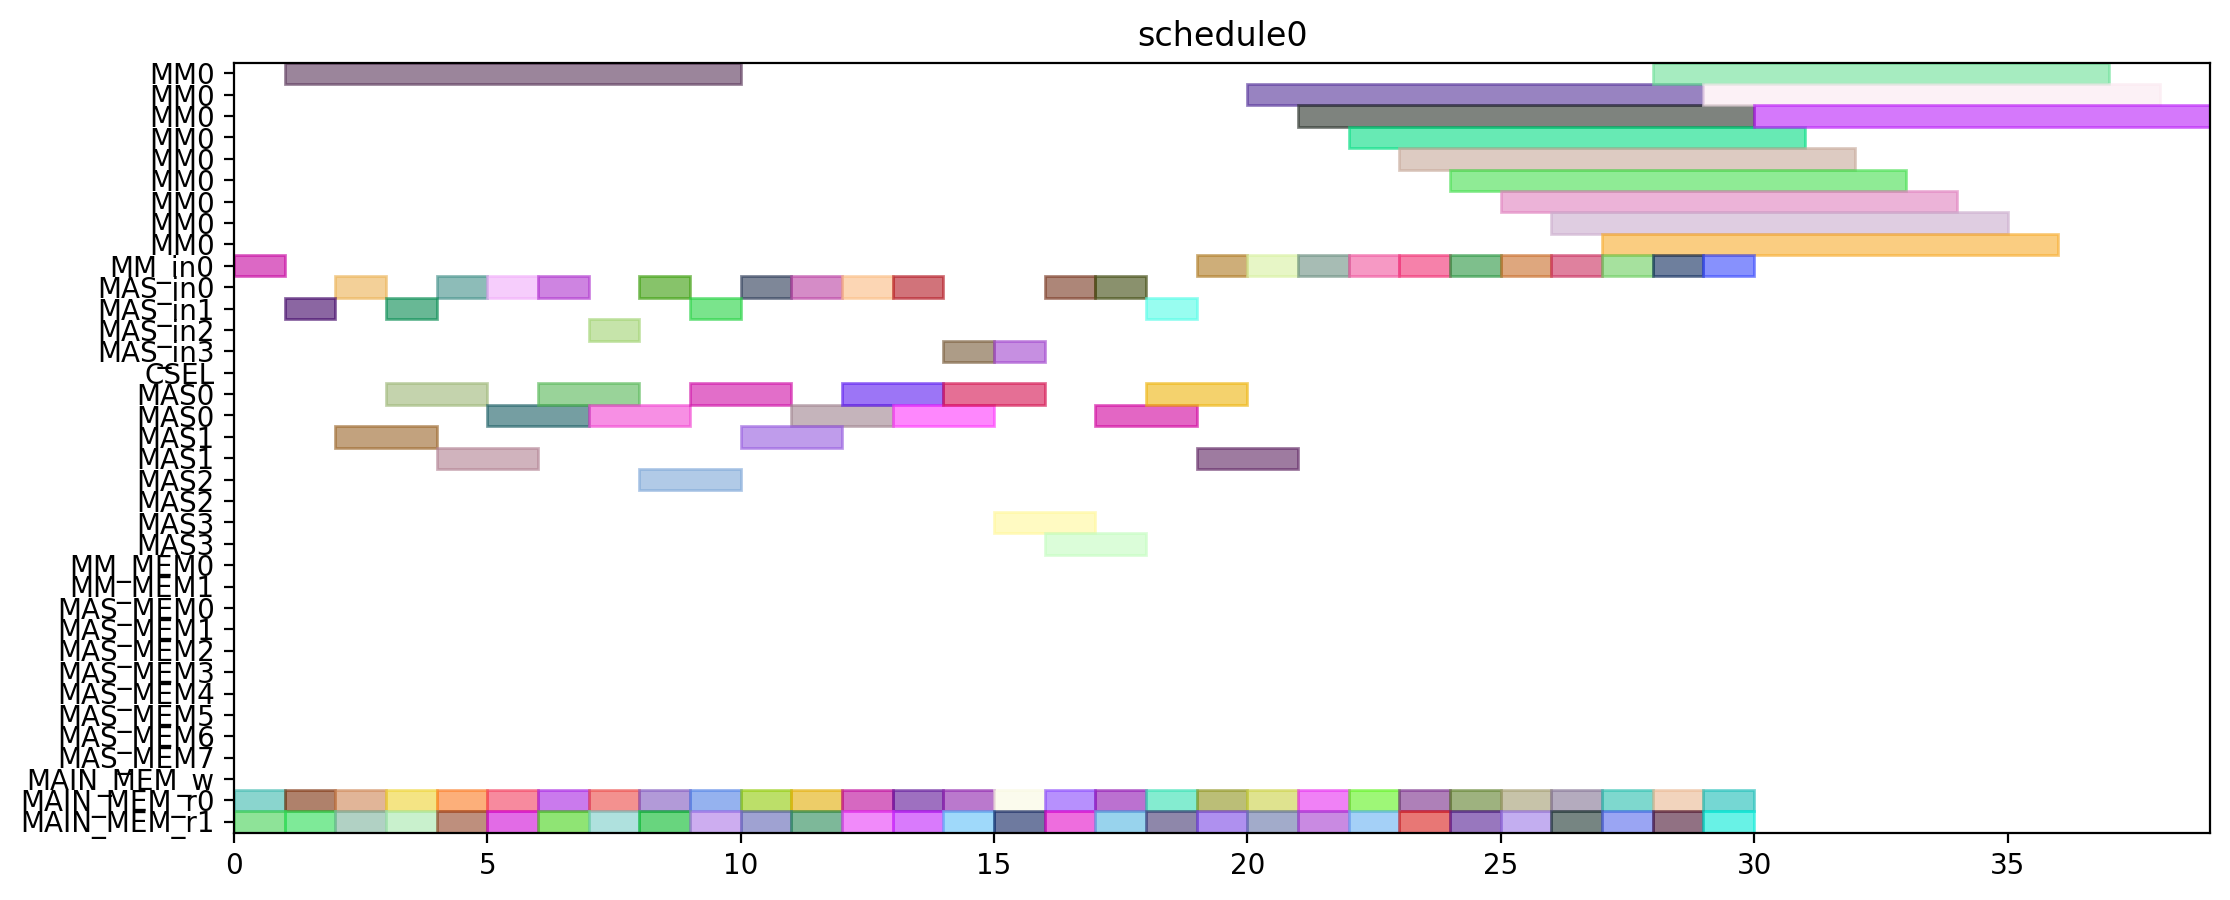 schedule0
MM0
MM0
MM0
MM0
MM0
MM0
MM0
MM0
MM0
MM_in0
MAS_in0
MAS_in1
MAS_in2
MAS_in3
CSEL
MAS0
MAS0
MAS1
MAS1
MAS2
MAS2
MAS3
MAS3
MM_MEM0
MM_MEM1
MAS_MEM0
MAS_MEM1
MAS_MEM2
MAS_MEM3
MAS_MEM4
MAS_MEM5
MAS_MEM6
MAS_MEM7
MAIN_MEM_w
MAIN_MEM_r0
MAIN_MEM_r1
0 5 10 15 20 25 30 35